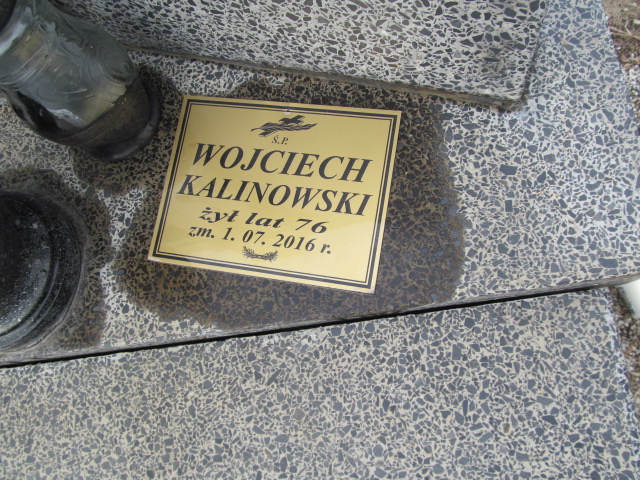 Ś.P.
WOJCIECH
KALINOWSKI
żył lat 76
zm. 1. 07. 2016 r.